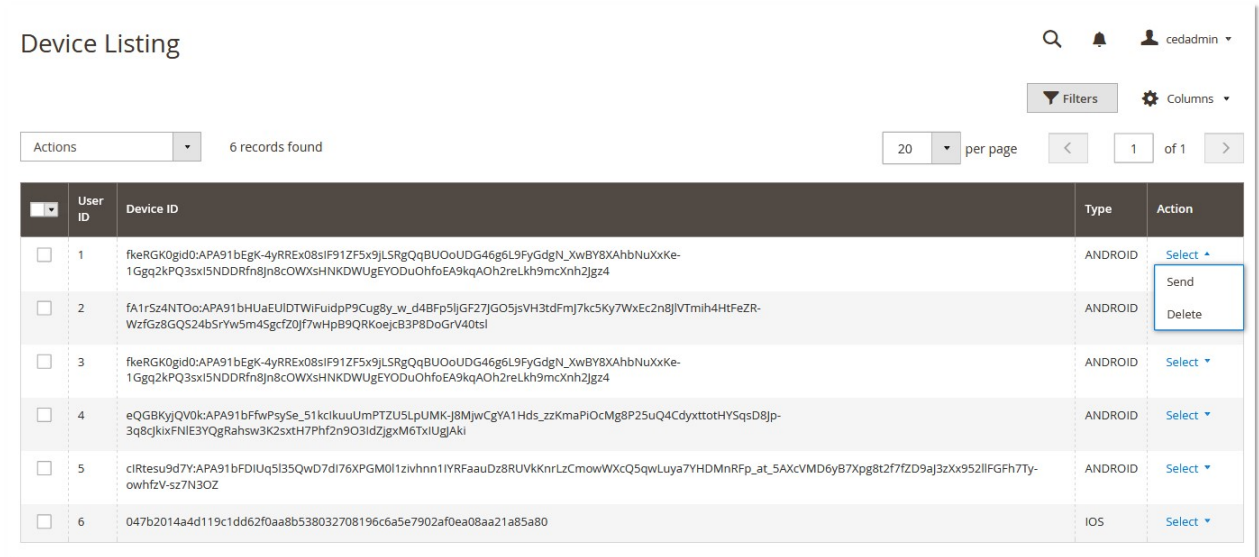 Device Listing
cedadmin
Filters
Columns
Actions
6 records found
20
per page
1
of 1
User
ID
Device ID
Type
Action
1
fkeRGK0gid0:APA91bEgK-4yRREx08sIF91ZF5x9jLSRgQqBUOoUDG46g6L9FyGdgN_XwBY8XAhbNuXxKe-
1Ggq2kPQ3sxI5NDDRfn8Jn8cOWXsHNKDWUgEYODuOhfoEA9kqAOh2reLkh9mcXnh2Jgz4
ANDROID
Select
Send
Delete
2
fA1rSz4NTOo:APA91bHUaEUlDTWiFuidpP9Cug8y_w_d4BFp5ljGF27JGO5jsVH3tdFmJ7kc5Ky7WxEc2n8JlVTmih4HtFeZR-
WzfGz8GQS24bSrYw5m4SgcfZ0Jf7wHpB9QRKoejcB3P8DoGrV40tsl
ANDROID
3
fkeRGK0gid0:APA91bEgK-4yRREx08sIF91ZF5x9jLSRgQqBUOoUDG46g6L9FyGdgN_XwBY8XAhbNuXxKe-
1Ggq2kPQ3sxI5NDDRfn8Jn8cOWXsHNKDWUgEYODuOhfoEA9kqAOh2reLkh9mcXnh2Jgz4
ANDROID
Select
4
eQGBKyjQV0k:APA91bFfwPsySe_51kcIkuuUmPTZU5LpUMK-J8MjwCgYA1Hds_zzKmaPiOcMg8P25uQ4CdyxttotHYSqsD8Jp-
3q8cJkixFNlE3YQgRahsw3K2sxtH7Phf2n9O3IdZjgxM6TxIUgJAki
ANDROID
Select
5
cIRtesu9d7Y:APA91bFDIUq5l35QwD7dI76XPGM0l1zivhnn1IYRFaauDz8RUVkKnrLzCmowWXcQ5qwLuya7YHDMnRFp_at_5AXcVMD6yB7Xpg8t2f7fZD9aJ3zXx952llFGFh7Ty-
owhfzV-sz7N3OZ
ANDROID
Select
6
047b2014a4d119c1dd62f0aa8b538032708196c6a5e7902af0ea08aa21a85a80
IOS
Select